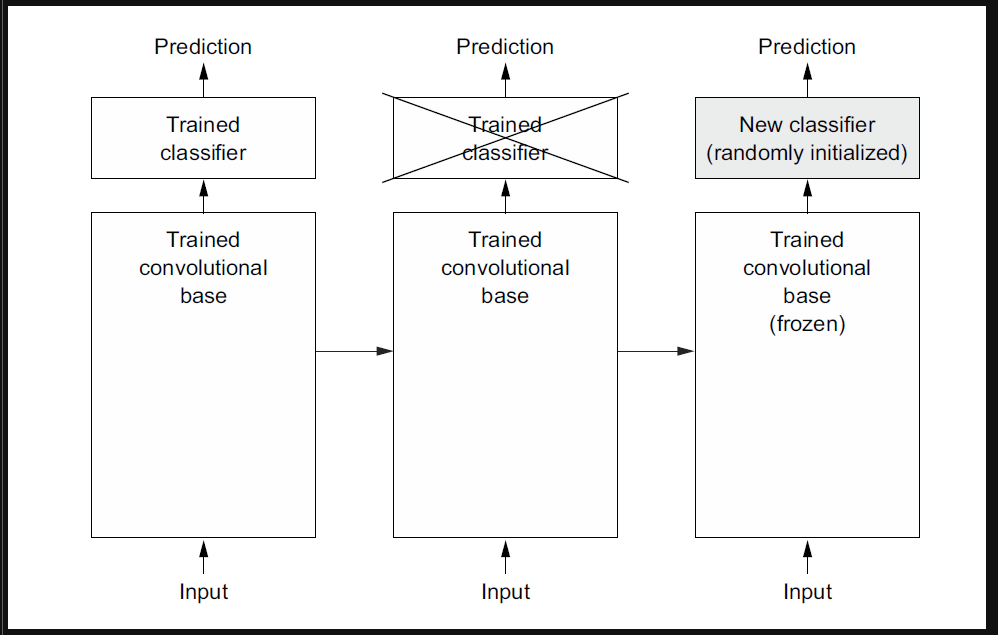 Prediction
Trained
classifier
Trained
convolutional
base
Input
Prediction
Trained
classifier
Trained
convolutional
base
Input
Prediction
New classifier
(randomly initialized)
Trained
convolutional
base
(frozen)
Input